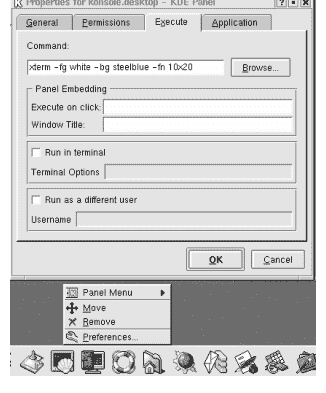 Properties for konsole.desktop - KDE Panel
General Permissions Execute Application
Command:
xterm -fg white -bg steelblue -fn 10x20 Browse...
Panel Embedding
Execute on click:
Window Title:
Run in terminal
Terminal Options
Run as a different user
Username
OK Cancel
Panel Menu
Move
Remove
Preferences...